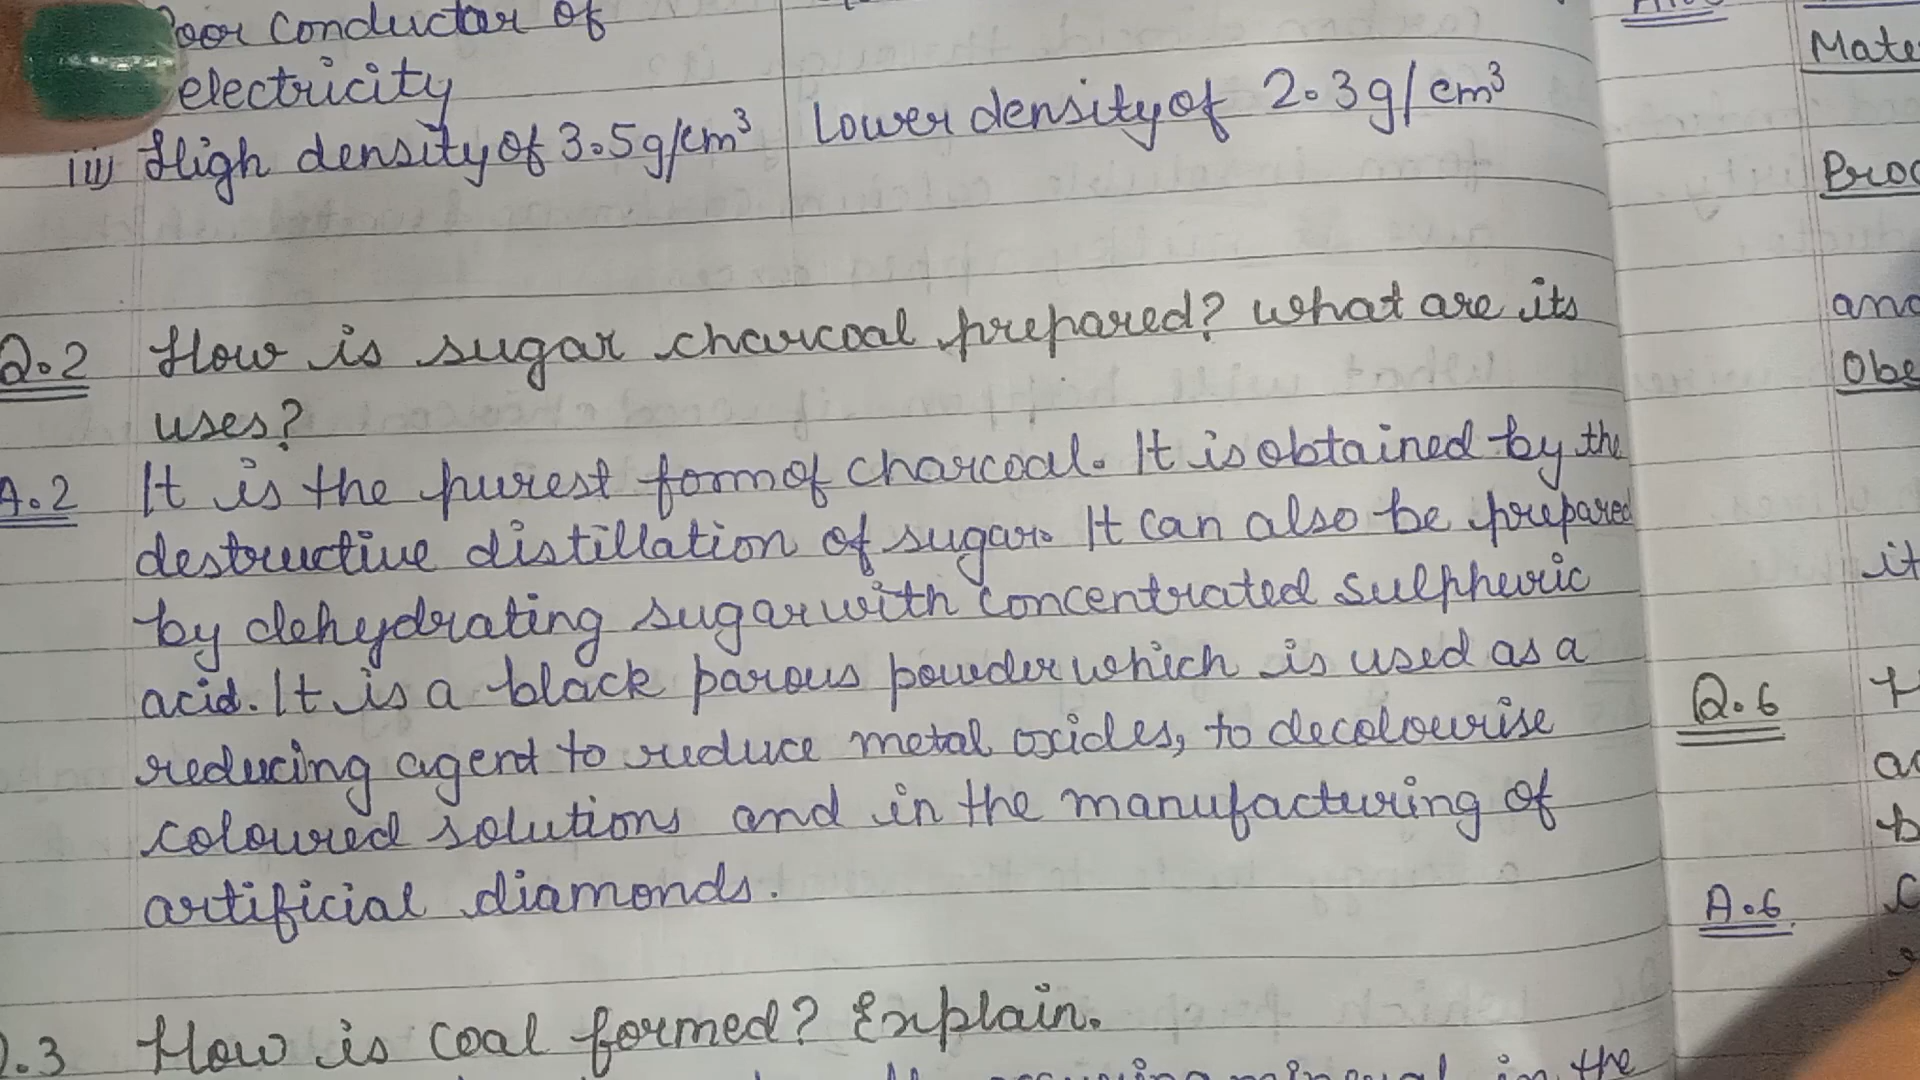 Poor conductor of
electricity
iii) High density of 3.5g/cm³ Lower density of 2.3g/cm³
Q.2 How is sugar charcoal prepared? what are its
uses?
A.2 It is the purest form of charcoal. It is obtained by the
destructive distillation of sugar. It can also be prepared
by dehydrating sugar with concentrated sulpheric
acid. It is a black parous powder which is used as a
reducing agent to reduce metal oxides, to decolourise
coloured solutions and in the manufacturing of
artificial diamonds.
Q.3 How is coal formed? Explain.
mineral in the
Mate
Proc
and
Obe
it
Q.6
A.6